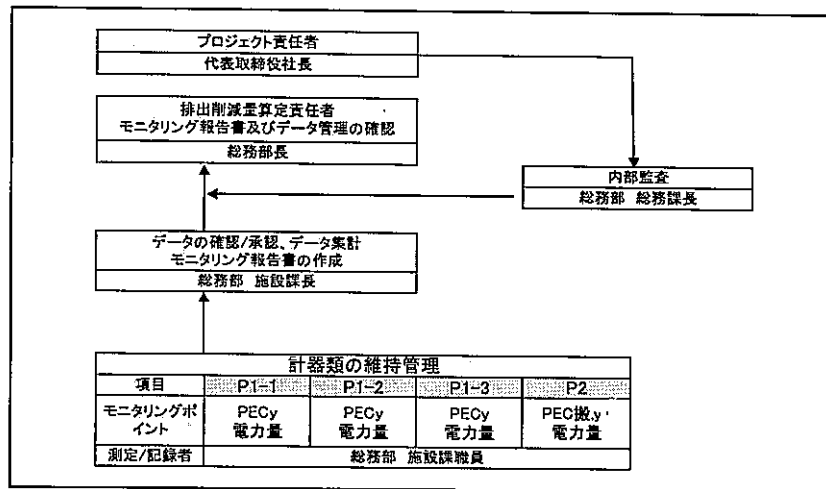 プロジェクト責任者
代表取締役社長
排出削減量算定責任者
モニタリング報告書及びデータ管理の確認
総務部長
内部監査
総務部 総務課長
データの確認/承認、データ集計
モニタリング報告書の作成
総務部 施設課長
計器類の維持管理
項目 P1-1 P1-2 P1-3 P2
モニタリングポ PECy PECy PECy PEC搬,y
イント 電力量 電力量 電力量 電力量
測定/記録者 総務部 施設課職員